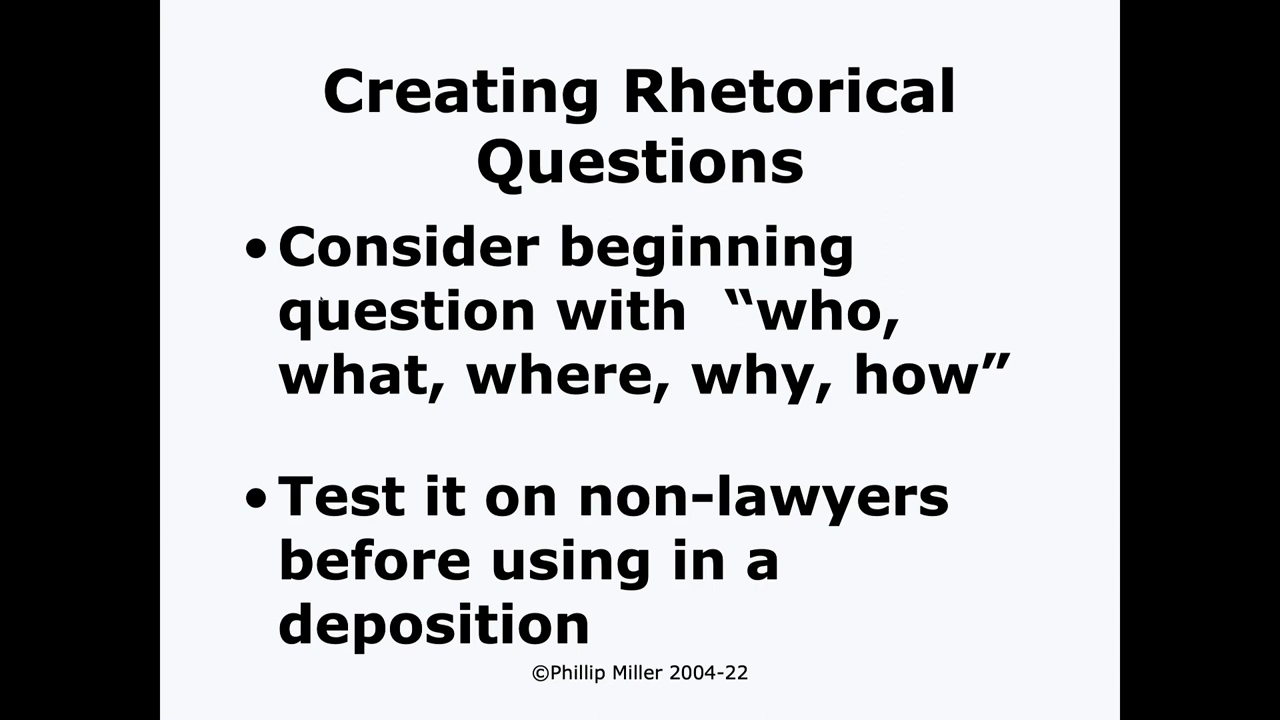 Creating Rhetorical
Questions
•Consider beginning
question with  “who,
what, where, why, how”
•Test it on non-lawyers
before using in a
deposition
©Phillip Miller 2004-22